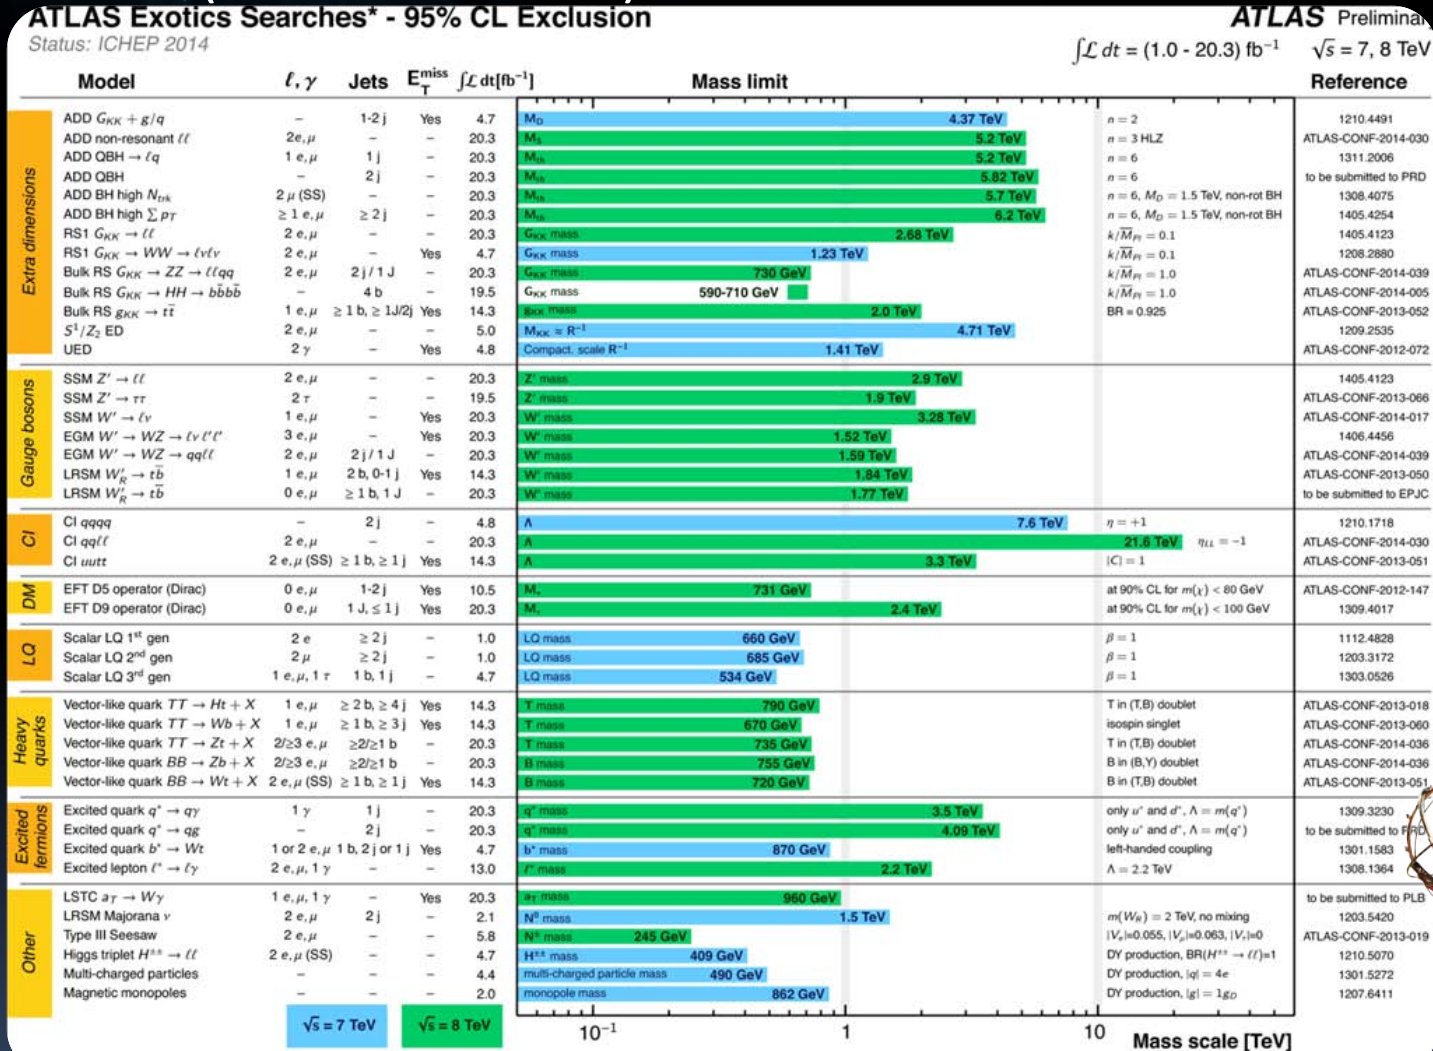 ATLAS Exotics Searches* - 95% CL Exclusion
ATLAS Preliminar
Status: ICHEP 2014
∫L dt = (1.0 - 20.3) fb⁻¹ √s = 7, 8 TeV
Model ℓ, γ Jets E_T^miss ∫L dt[fb⁻¹] Mass limit Reference
Extra dimensions
ADD G_KK + g/q – 1-2 j Yes 4.7 M_D 4.37 TeV n = 2 1210.4491
ADD non-resonant ℓℓ 2e, μ – – 20.3 M_S 5.2 TeV n = 3 HLZ ATLAS-CONF-2014-030
ADD QBH → ℓq 1 e, μ 1 j – 20.3 M_th 5.2 TeV n = 6 1311.2006
ADD QBH – 2 j – 20.3 M_th 5.82 TeV n = 6 to be submitted to PRD
ADD BH high N_trk 2 μ (SS) – – 20.3 M_th 5.7 TeV n = 6, M_D = 1.5 TeV, non-rot BH 1308.4075
ADD BH high ∑ p_T ≥ 1 e, μ ≥ 2 j – 20.3 M_th 6.2 TeV n = 6, M_D = 1.5 TeV, non-rot BH 1405.4254
RS1 G_KK → ℓℓ 2 e, μ – – 20.3 G_KK mass 2.68 TeV k/M̄_Pl = 0.1 1405.4123
RS1 G_KK → WW → ℓνℓν 2 e, μ – Yes 4.7 G_KK mass 1.23 TeV k/M̄_Pl = 0.1 1208.2880
Bulk RS G_KK → ZZ → ℓℓqq 2 e, μ 2 j / 1 J – 20.3 G_KK mass 730 GeV k/M̄_Pl = 1.0 ATLAS-CONF-2014-039
Bulk RS G_KK → HH → bb̄bb̄ – 4 b – 19.5 G_KK mass 590-710 GeV k/M̄_Pl = 1.0 ATLAS-CONF-2014-005
Bulk RS g_KK → tt̄ 1 e, μ ≥ 1 b, ≥ 1J/2j Yes 14.3 g_KK mass 2.0 TeV BR = 0.925 ATLAS-CONF-2013-052
S¹/Z₂ ED 2 e, μ – – 5.0 M_KK ≈ R⁻¹ 4.71 TeV 1209.2535
UED 2 γ – Yes 4.8 Compact. scale R⁻¹ 1.41 TeV ATLAS-CONF-2012-072
Gauge bosons
SSM Z′ → ℓℓ 2 e, μ – – 20.3 Z′ mass 2.9 TeV 1405.4123
SSM Z′ → ττ 2 τ – – 19.5 Z′ mass 1.9 TeV ATLAS-CONF-2013-066
SSM W′ → ℓν 1 e, μ – Yes 20.3 W′ mass 3.28 TeV ATLAS-CONF-2014-017
EGM W′ → WZ → ℓν ℓ′ℓ′ 3 e, μ – Yes 20.3 W′ mass 1.52 TeV 1406.4456
EGM W′ → WZ → qqℓℓ 2 e, μ 2 j / 1 J – 20.3 W′ mass 1.59 TeV ATLAS-CONF-2014-039
LRSM W′_R → tb̄ 1 e, μ 2 b, 0-1 j Yes 14.3 W′ mass 1.84 TeV ATLAS-CONF-2013-050
LRSM W′_R → tb̄ 0 e, μ ≥ 1 b, 1 J – 20.3 W′ mass 1.77 TeV to be submitted to EPJC
CI
CI qqqq – 2 j – 4.8 Λ 7.6 TeV η = +1 1210.1718
CI qqℓℓ 2 e, μ – – 20.3 Λ 21.6 TeV η_LL = −1 ATLAS-CONF-2014-030
CI uutt 2 e, μ (SS) ≥ 1 b, ≥ 1 j Yes 14.3 Λ 3.3 TeV |C| = 1 ATLAS-CONF-2013-051
DM
EFT D5 operator (Dirac) 0 e, μ 1-2 j Yes 10.5 M* 731 GeV at 90% CL for m(χ) < 80 GeV ATLAS-CONF-2012-147
EFT D9 operator (Dirac) 0 e, μ 1 J, ≤ 1 j Yes 20.3 M* 2.4 TeV at 90% CL for m(χ) < 100 GeV 1309.4017
LQ
Scalar LQ 1st gen 2 e ≥ 2 j – 1.0 LQ mass 660 GeV β = 1 1112.4828
Scalar LQ 2nd gen 2 μ ≥ 2 j – 1.0 LQ mass 685 GeV β = 1 1203.3172
Scalar LQ 3rd gen 1 e, μ, 1 τ 1 b, 1 j – 4.7 LQ mass 534 GeV β = 1 1303.0526
Heavy quarks
Vector-like quark TT → Ht + X 1 e, μ ≥ 2 b, ≥ 4 j Yes 14.3 T mass 790 GeV T in (T,B) doublet ATLAS-CONF-2013-018
Vector-like quark TT → Wb + X 1 e, μ ≥ 1 b, ≥ 3 j Yes 14.3 T mass 670 GeV isospin singlet ATLAS-CONF-2013-060
Vector-like quark TT → Zt + X 2/≥3 e, μ ≥2/≥1 b – 20.3 T mass 735 GeV T in (T,B) doublet ATLAS-CONF-2014-036
Vector-like quark BB → Zb + X 2/≥3 e, μ ≥2/≥1 b – 20.3 B mass 755 GeV B in (B,Y) doublet ATLAS-CONF-2014-036
Vector-like quark BB → Wt + X 2 e, μ (SS) ≥ 1 b, ≥ 1 j Yes 14.3 B mass 720 GeV B in (T,B) doublet ATLAS-CONF-2013-051
Excited fermions
Excited quark q* → qγ 1 γ 1 j – 20.3 q* mass 3.5 TeV only u* and d*, Λ = m(q*) 1309.3230
Excited quark q* → qg – 2 j – 20.3 q* mass 4.09 TeV only u* and d*, Λ = m(q*) to be submitted to PRD
Excited quark b* → Wt 1 or 2 e, μ 1 b, 2 j or 1 j Yes 4.7 b* mass 870 GeV left-handed coupling 1301.1583
Excited lepton ℓ* → ℓγ 2 e, μ, 1 γ – – 13.0 ℓ* mass 2.2 TeV Λ = 2.2 TeV 1308.1364
Other
LSTC a_T → Wγ 1 e, μ, 1 γ – Yes 20.3 a_T mass 960 GeV to be submitted to PLB
LRSM Majorana ν 2 e, μ 2 j – 2.1 N⁰ mass 1.5 TeV m(W_R) = 2 TeV, no mixing 1203.5420
Type III Seesaw 2 e, μ – – 5.8 N± mass 245 GeV |V_e|=0.055, |V_μ|=0.063, |V_τ|=0 ATLAS-CONF-2013-019
Higgs triplet H±± → ℓℓ 2 e, μ (SS) – – 4.7 H±± mass 409 GeV DY production, BR(H±± → ℓℓ)=1 1210.5070
Multi-charged particles – – – 4.4 multi-charged particle mass 490 GeV DY production, |q| = 4e 1301.5272
Magnetic monopoles – – – 2.0 monopole mass 862 GeV DY production, |g| = 1g_D 1207.6411
√s = 7 TeV √s = 8 TeV
10⁻¹ 1 10 Mass scale [TeV]